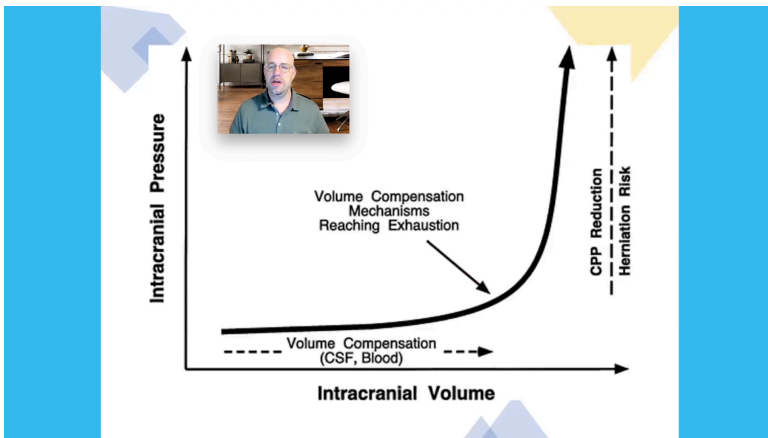 Intracranial Pressure
Volume Compensation
Mechanisms
Reaching Exhaustion
CPP Reduction
Herniation Risk
Volume Compensation
(CSF, Blood)
Intracranial Volume